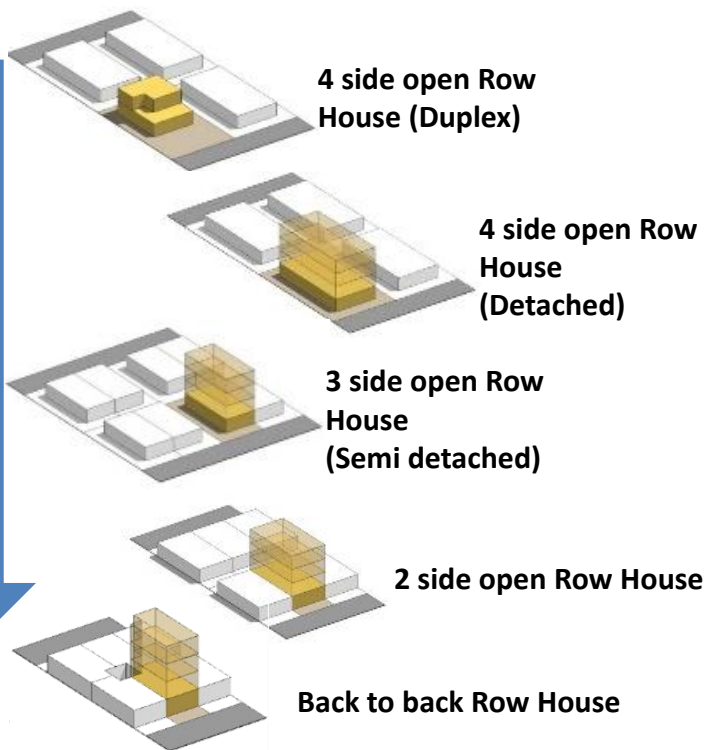 4 side open Row
House (Duplex)
4 side open Row
House
(Detached)
3 side open Row
House
(Semi detached)
2 side open Row House
Back to back Row House